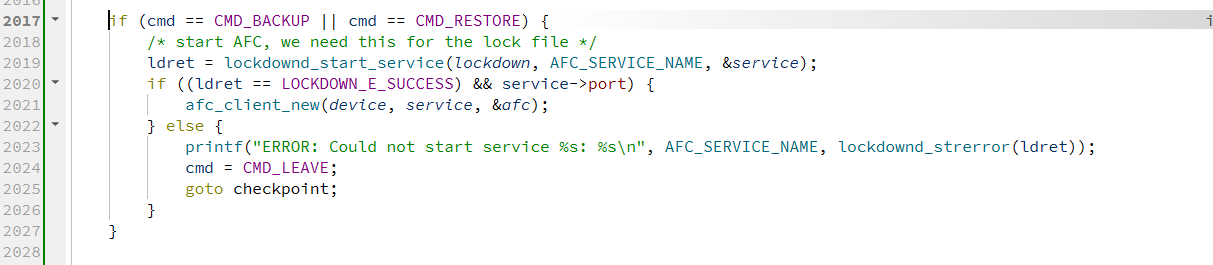 2016
2017 if (cmd == CMD_BACKUP || cmd == CMD_RESTORE) { i
2018 /* start AFC, we need this for the lock file */
2019 ldret = lockdownd_start_service(lockdown, AFC_SERVICE_NAME, &service);
2020 if ((ldret == LOCKDOWN_E_SUCCESS) && service->port) {
2021 afc_client_new(device, service, &afc);
2022 } else {
2023 printf("ERROR: Could not start service %s: %s\n", AFC_SERVICE_NAME, lockdownd_strerror(ldret));
2024 cmd = CMD_LEAVE;
2025 goto checkpoint;
2026 }
2027 }
2028